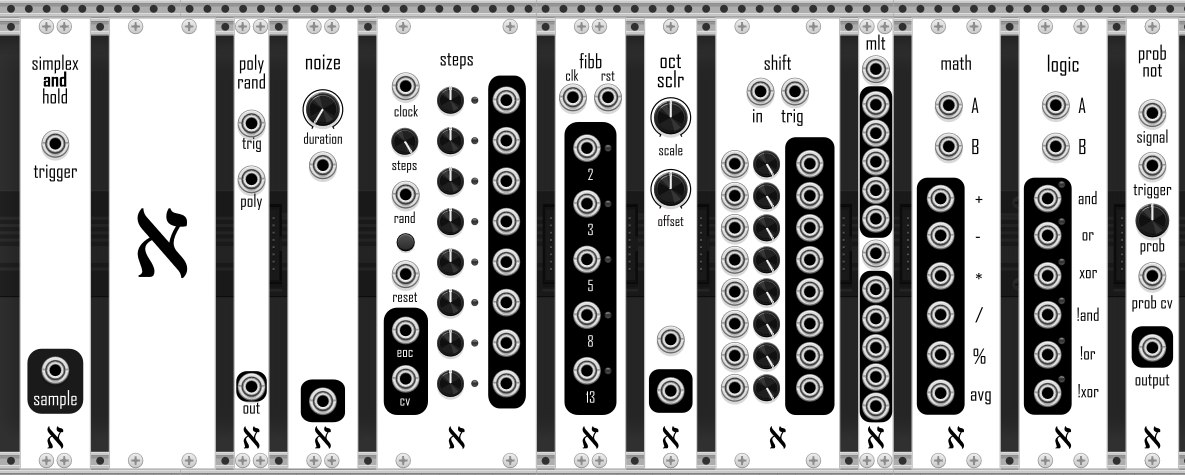 simplex
and
hold
trigger
sample
א
א
poly
rand
trig
poly
out
א
noize
duration
א
steps
clock
steps
rand
reset
eoc
cv
א
fibb
clk rst
2
3
5
8
13
א
oct
sclr
scale
offset
א
shift
in trig
א
mlt
א
math
A
B
+
-
*
/
%
avg
א
logic
A
B
and
or
xor
!and
!or
!xor
א
prob
not
signal
trigger
prob
prob cv
output
א